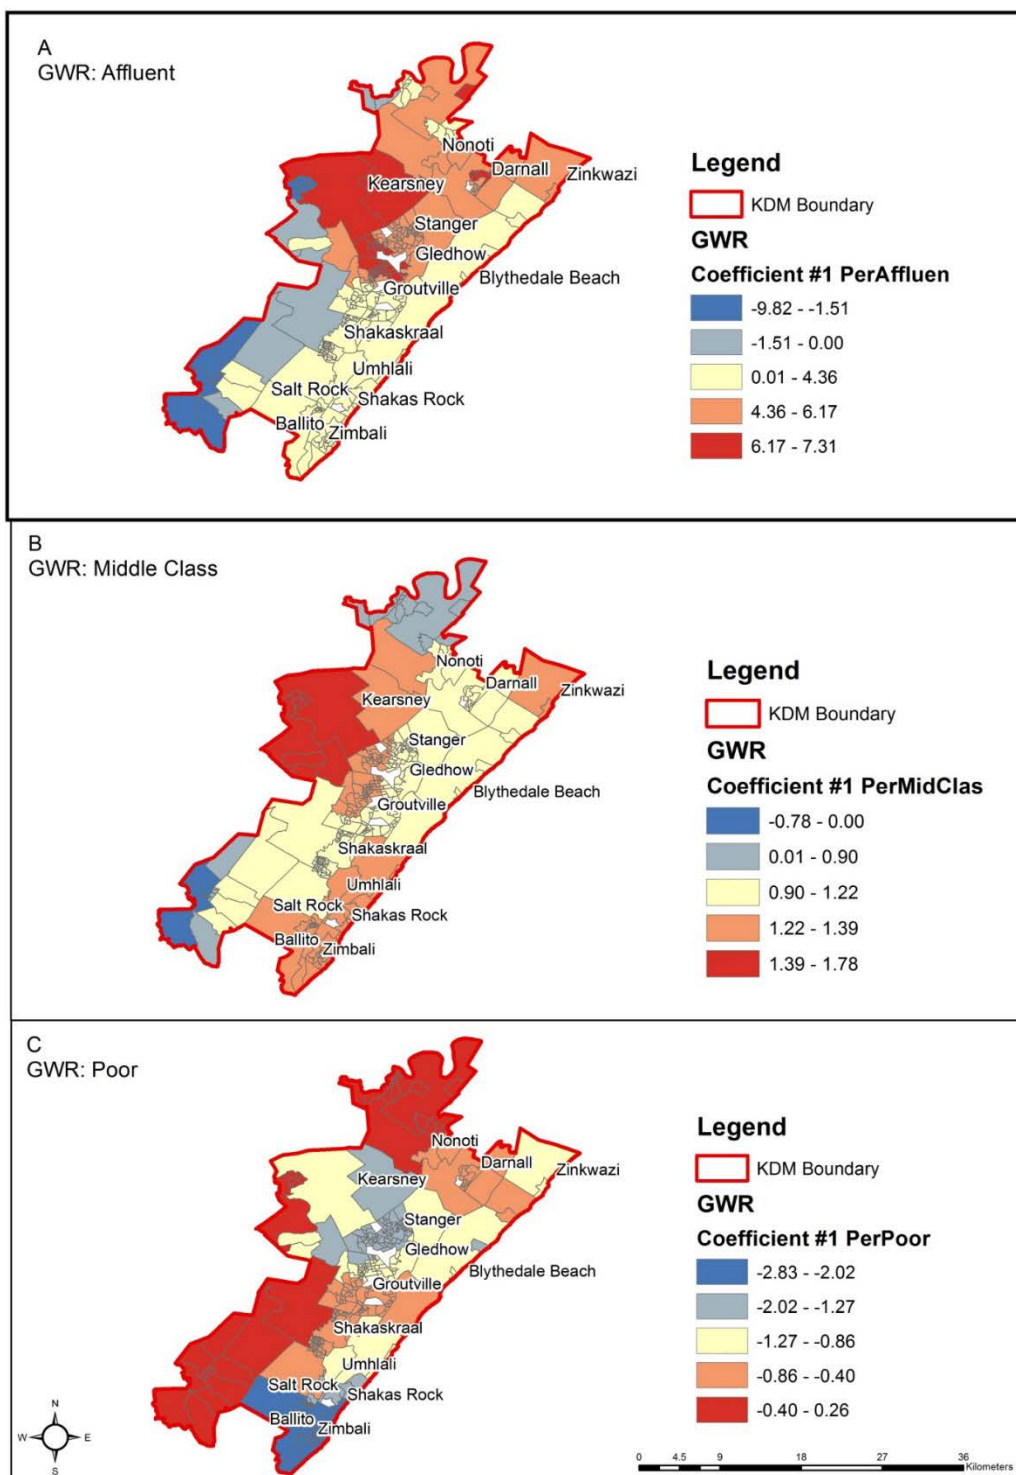 A
GWR: Affluent
Nonoti
Darnall
Zinkwazi
Kearsney
Stanger
Gledhow
Blythedale Beach
Groutville
Shakaskraal
Umhlali
Salt Rock
Shakas Rock
Ballito
Zimbali
Legend
KDM Boundary
GWR
Coefficient #1 PerAffluen
-9.82 - -1.51
-1.51 - 0.00
0.01 - 4.36
4.36 - 6.17
6.17 - 7.31
B
GWR: Middle Class
Nonoti
Darnall
Zinkwazi
Kearsney
Stanger
Gledhow
Blythedale Beach
Groutville
Shakaskraal
Umhlali
Salt Rock
Shakas Rock
Ballito
Zimbali
Legend
KDM Boundary
GWR
Coefficient #1 PerMidClas
-0.78 - 0.00
0.01 - 0.90
0.90 - 1.22
1.22 - 1.39
1.39 - 1.78
C
GWR: Poor
Nonoti
Darnall
Zinkwazi
Kearsney
Stanger
Gledhow
Blythedale Beach
Groutville
Shakaskraal
Umhlali
Salt Rock
Shakas Rock
Ballito
Zimbali
Legend
KDM Boundary
GWR
Coefficient #1 PerPoor
-2.83 - -2.02
-2.02 - -1.27
-1.27 - -0.86
-0.86 - -0.40
-0.40 - 0.26
N
W E
S
0 4.5 9 18 27 36
Kilometers